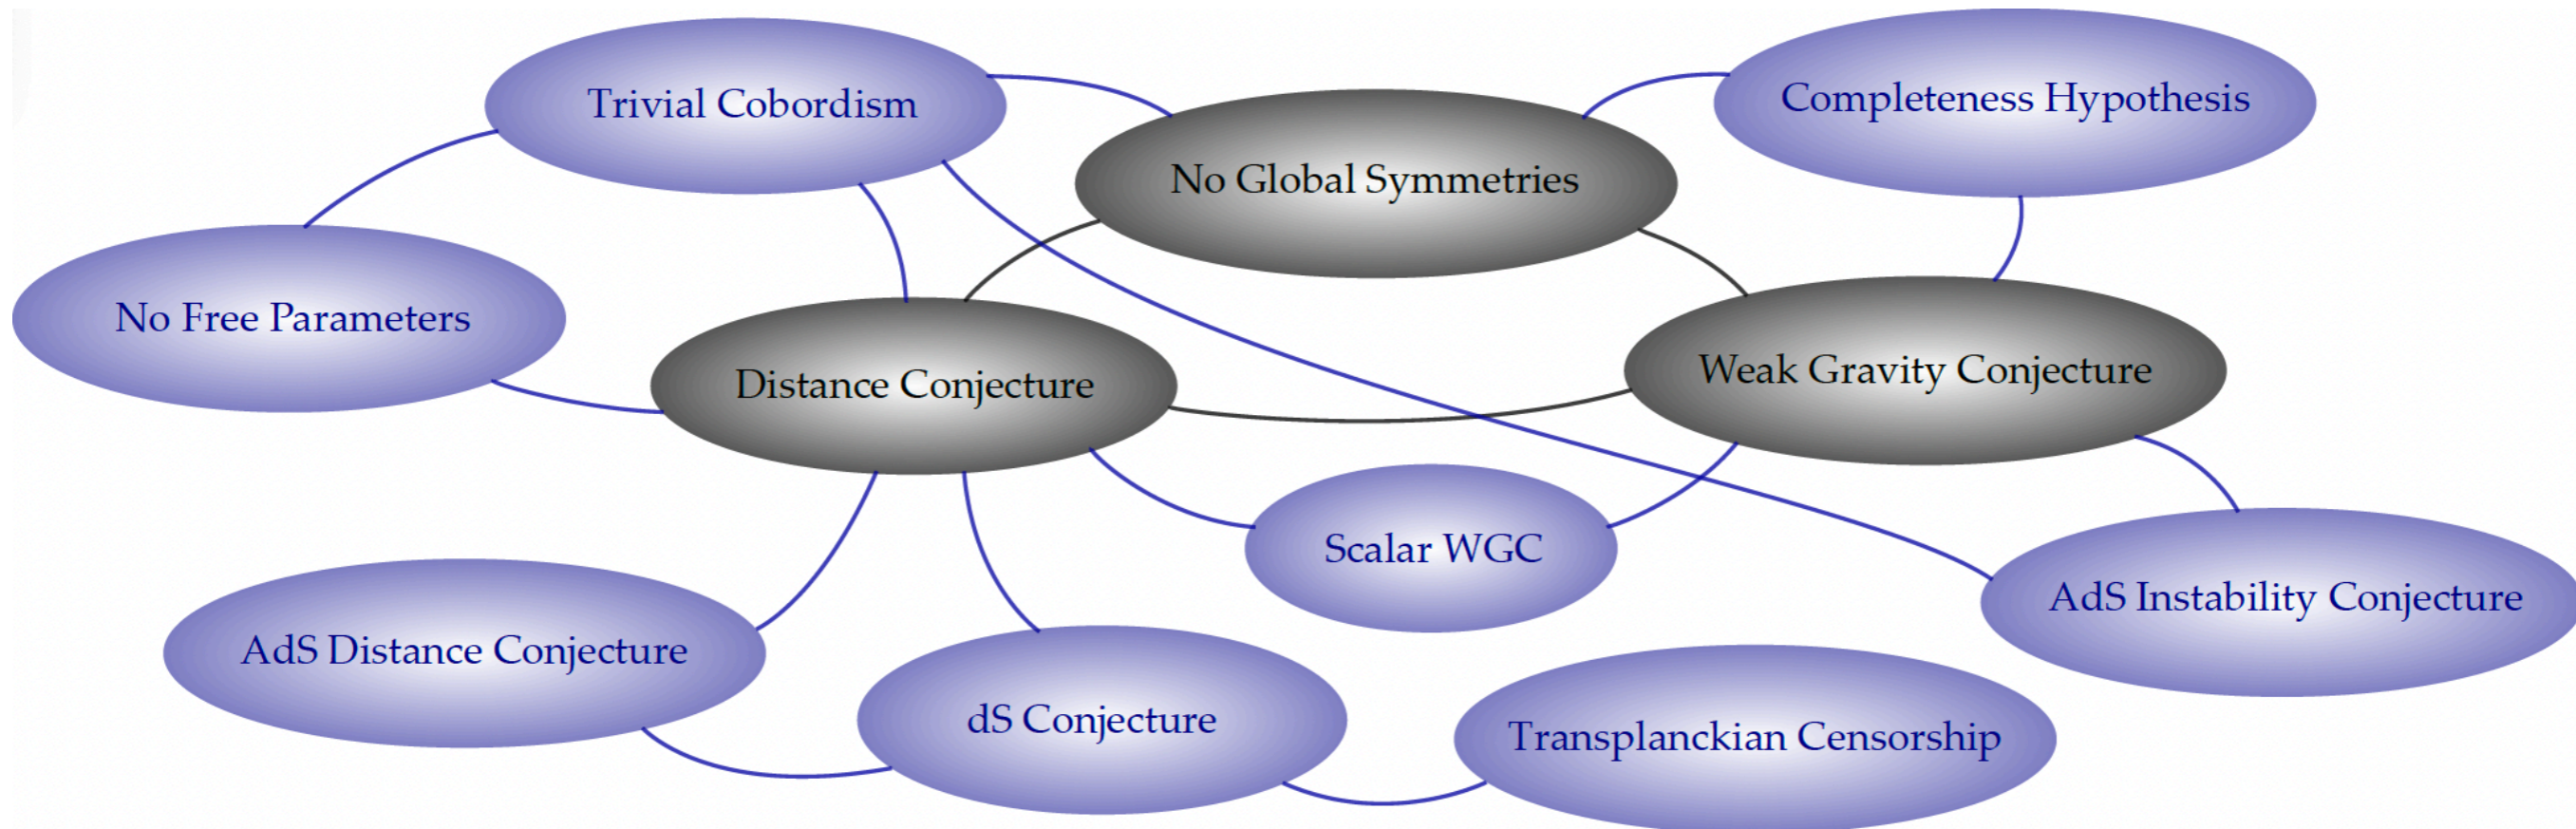 Trivial Cobordism
Completeness Hypothesis
No Global Symmetries
No Free Parameters
Distance Conjecture
Weak Gravity Conjecture
Scalar WGC
AdS Instability Conjecture
AdS Distance Conjecture
dS Conjecture
Transplanckian Censorship